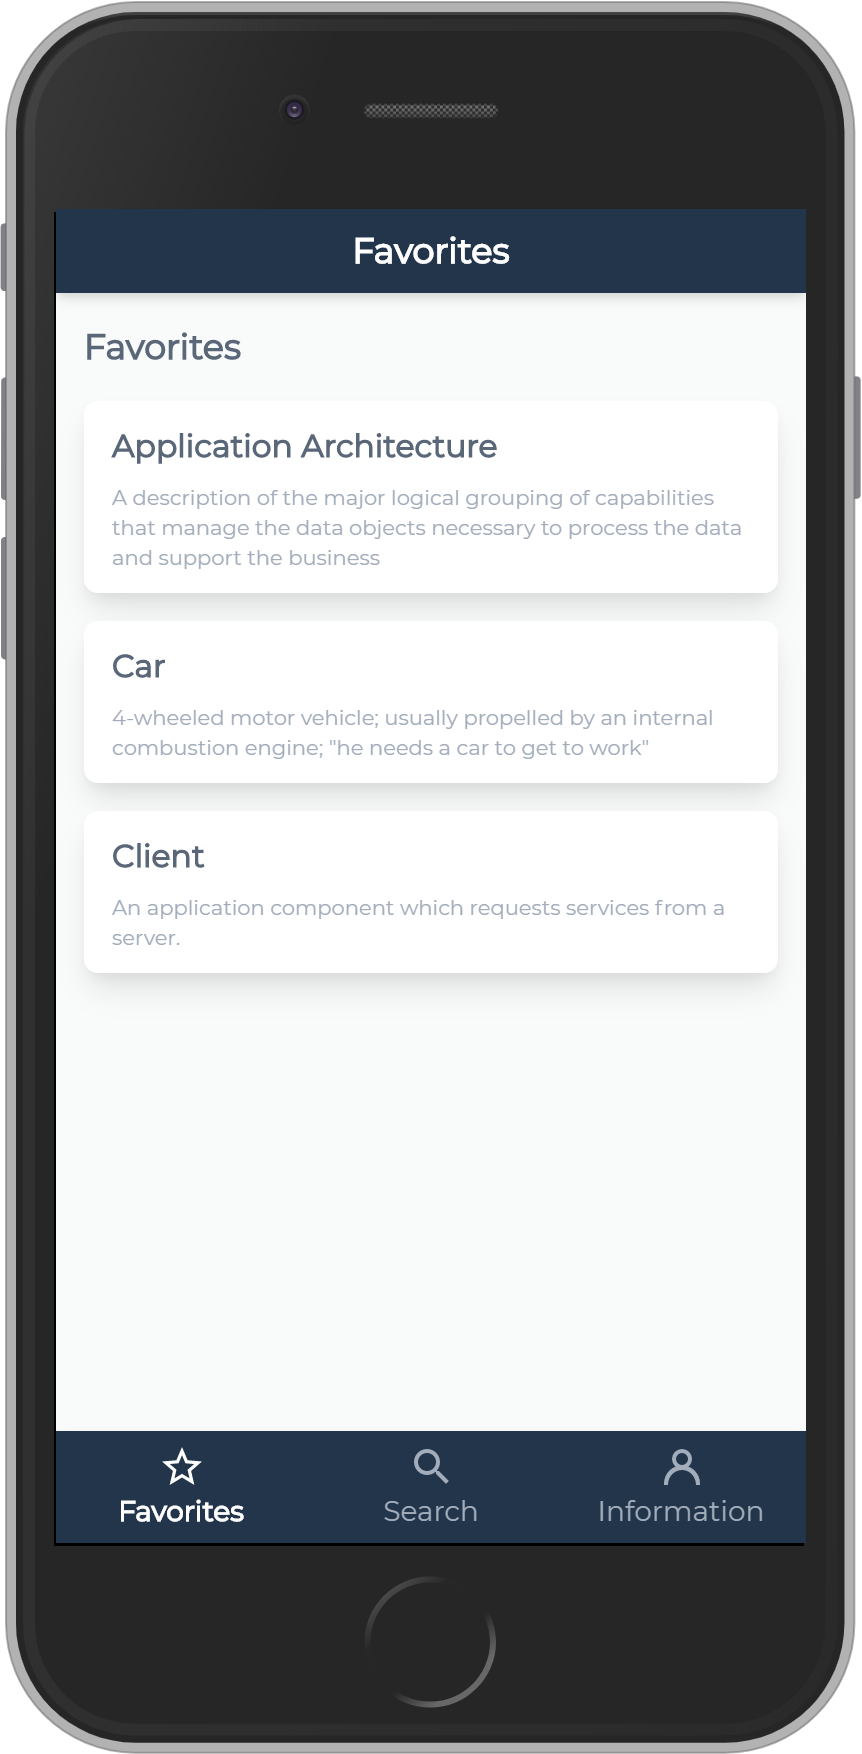 Favorites
Favorites
Application Architecture
A description of the major logical grouping of capabilities
that manage the data objects necessary to process the data
and support the business
Car
4-wheeled motor vehicle; usually propelled by an internal
combustion engine; "he needs a car to get to work"
Client
An application component which requests services from a
server.
Favorites
Search
Information